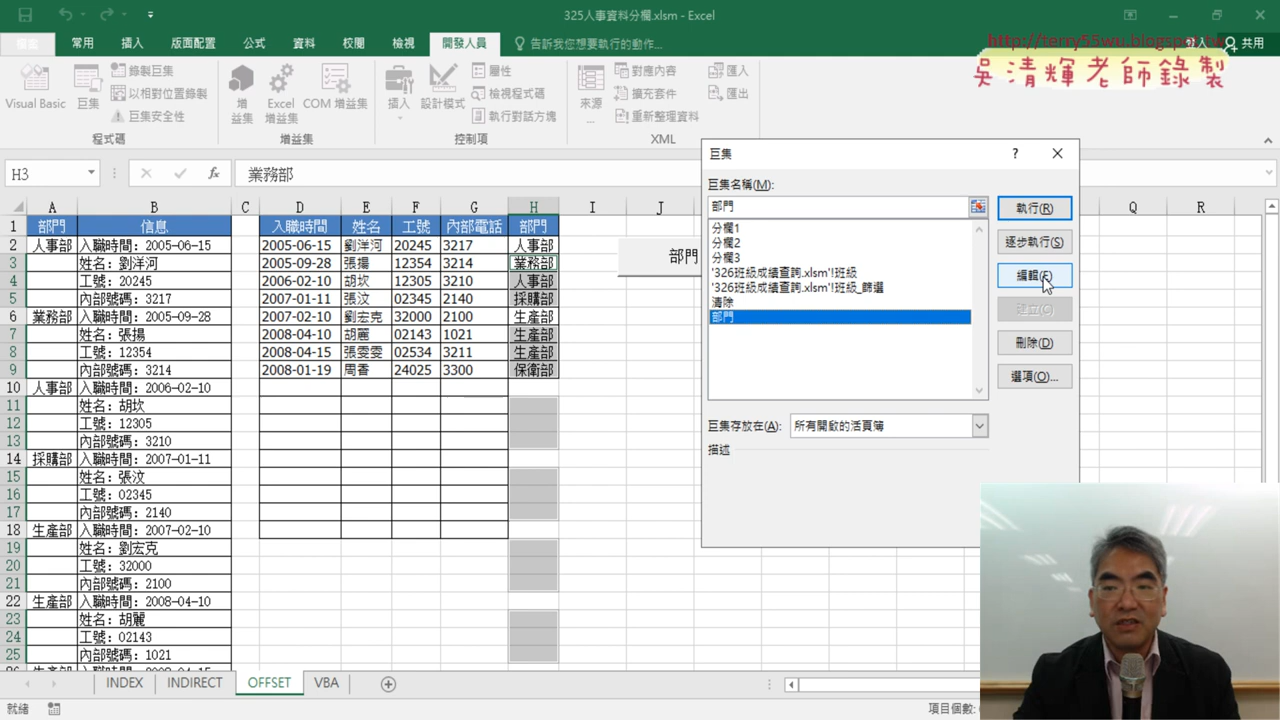 325人事資料分欄.xlsm - Excel
檔案 常用 插入 版面配置 公式 資料 校閱 檢視 開發人員 告訴我您想要執行的動作... 登入 共用
http://terry55wu.blogspot.tw
吳清輝老師錄製
Visual Basic 巨集 錄製巨集 以相對位置錄製 巨集安全性 程式碼
增益集 Excel 增益集 COM 增益集 增益集
插入 設計模式 屬性 檢視程式碼 執行對話方塊 控制項
來源... 對應內容 擴充套件 重新整理資料 匯入 匯出 XML
H3 fx 業務部
A B C D E F G H I J Q R
1 部門 信息 入職時間 姓名 工號 內部電話 部門
2 人事部 入職時間：2005-06-15 2005-06-15 劉洋河 20245 3217 人事部
3 姓名：劉洋河 2005-09-28 張揚 12354 3214 業務部
4 工號：20245 2006-02-10 胡坎 12305 3210 人事部
5 內部號碼：3217 2007-01-11 張汶 02345 2140 採購部
6 業務部 入職時間：2005-09-28 2007-02-10 劉宏克 32000 2100 生產部
7 姓名：張揚 2008-04-10 胡麗 02143 1021 生產部
8 工號：12354 2008-04-15 張雯雯 02534 3211 生產部
9 內部號碼：3214 2008-01-19 周香 24025 3300 保衛部
10 人事部 入職時間：2006-02-10
11 姓名：胡坎
12 工號：12305
13 內部號碼：3210
14 採購部 入職時間：2007-01-11
15 姓名：張汶
16 工號：02345
17 內部號碼：2140
18 生產部 入職時間：2007-02-10
19 姓名：劉宏克
20 工號：32000
21 內部號碼：2100
22 生產部 入職時間：2008-04-10
23 姓名：胡麗
24 工號：02143
25 內部號碼：1021
部門
巨集 ?
巨集名稱(M):
部門
分欄1
分欄2
分欄3
'326班級成績查詢.xlsm'!班級
'326班級成績查詢.xlsm'!班級_篩選
清除
部門
執行(R)
逐步執行(S)
編輯(E)
建立(C)
刪除(D)
選項(O)...
巨集存放在(A): 所有開啟的活頁簿
描述
INDEX INDIRECT OFFSET VBA
就緒 項目個數: